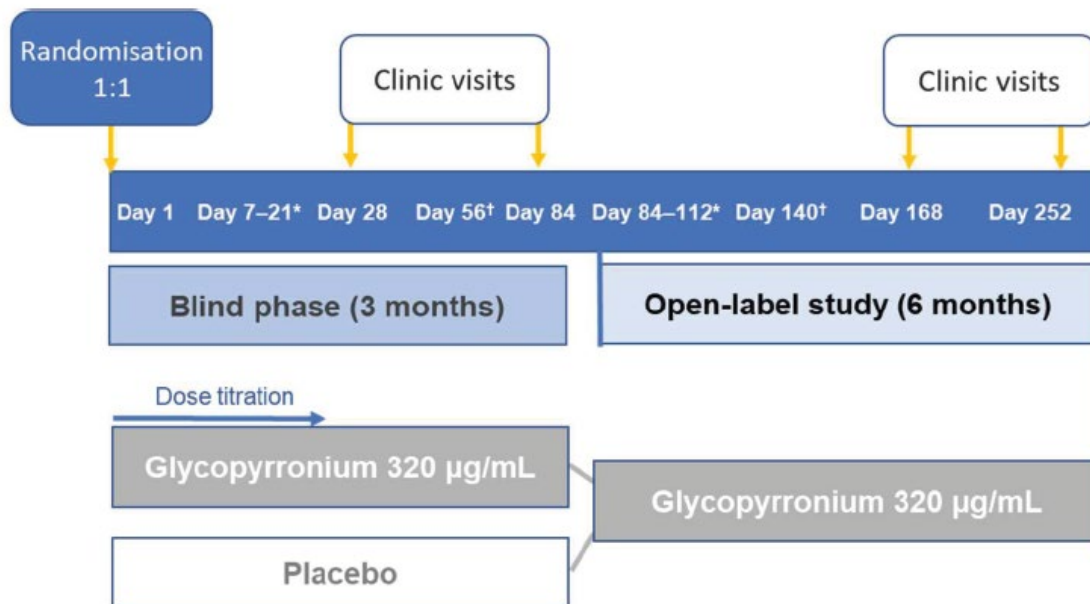 Randomisation
1:1
Clinic visits
Clinic visits
Day 1 Day 7–21* Day 28 Day 56† Day 84 Day 84–112* Day 140† Day 168 Day 252
Blind phase (3 months)
Open-label study (6 months)
Dose titration
Glycopyrronium 320 µg/mL
Glycopyrronium 320 µg/mL
Placebo